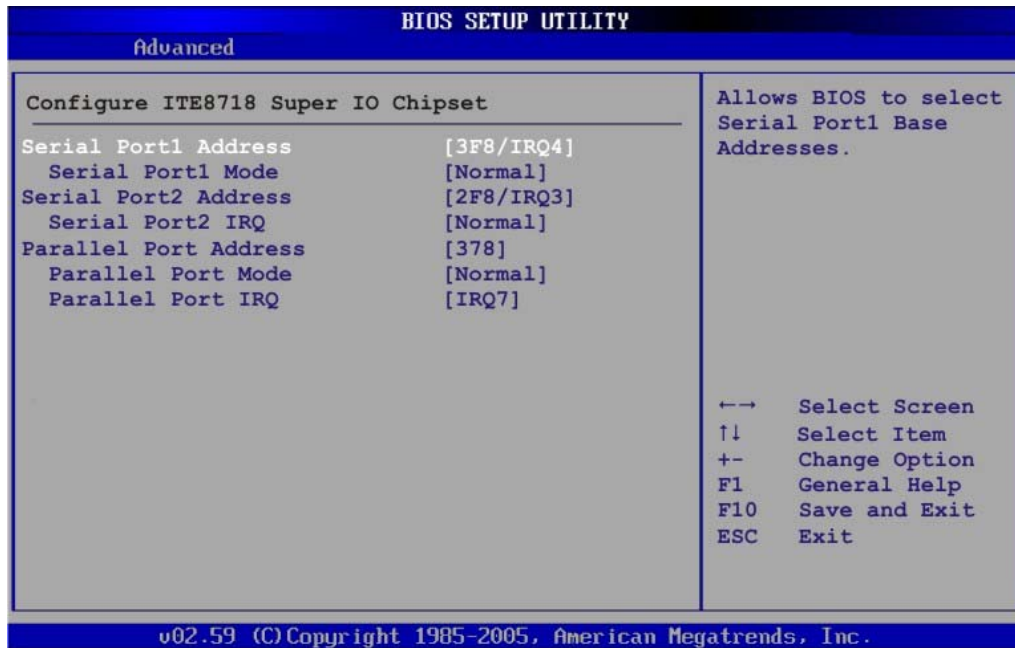 BIOS SETUP UTILITY
Advanced
Configure ITE8718 Super IO Chipset
Serial Port1 Address [3F8/IRQ4]
Serial Port1 Mode [Normal]
Serial Port2 Address [2F8/IRQ3]
Serial Port2 IRQ [Normal]
Parallel Port Address [378]
Parallel Port Mode [Normal]
Parallel Port IRQ [IRQ7]
Allows BIOS to select
Serial Port1 Base
Addresses.
←→ Select Screen
↑↓ Select Item
+- Change Option
F1 General Help
F10 Save and Exit
ESC Exit
v02.59 (C)Copyright 1985-2005, American Megatrends, Inc.